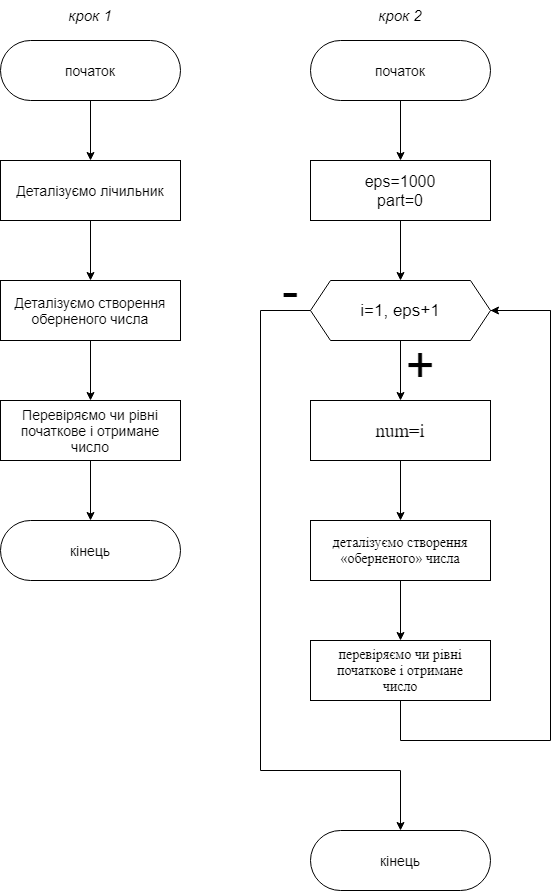 крок 1
початок
Деталізуємо лічильник
Деталізуємо створення
оберненого числа
Перевіряємо чи рівні
початкове і отримане
число
кінець
крок 2
початок
eps=1000
part=0
i=1, eps+1
-
+
num=i
деталізуємо створення
«оберненого» числа
перевіряємо чи рівні
початкове і отримане
число
кінець